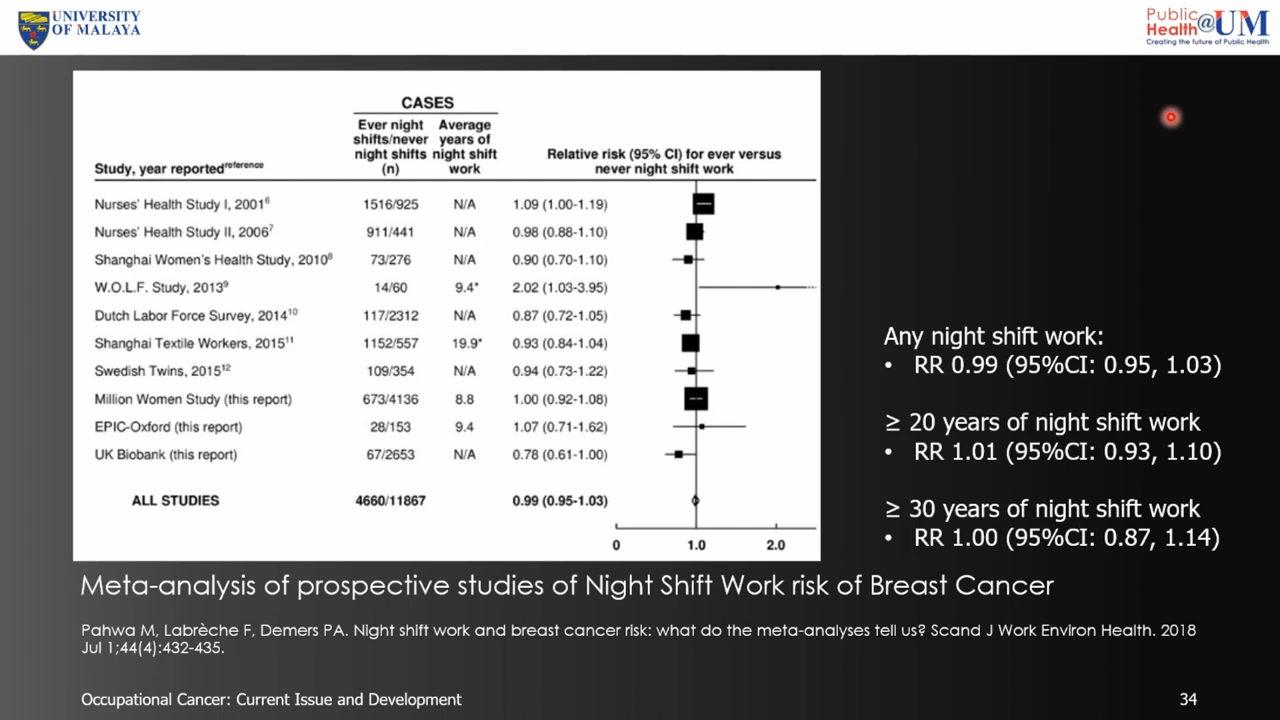 UNIVERSITY
OF MALAYA
Public
Health@UM
Creating the future of Public Health
CASES
Ever night shifts/never night shifts (n)
Average years of night shift work
Study, year reported reference
Relative risk (95% CI) for ever versus
never night shift work
Nurses' Health Study I, 2001⁶ 1516/925 N/A 1.09 (1.00-1.19)
Nurses' Health Study II, 2006⁷ 911/441 N/A 0.98 (0.88-1.10)
Shanghai Women's Health Study, 2010⁸ 73/276 N/A 0.90 (0.70-1.10)
W.O.L.F. Study, 2013⁹ 14/60 9.4* 2.02 (1.03-3.95)
Dutch Labor Force Survey, 2014¹⁰ 117/2312 N/A 0.87 (0.72-1.05)
Shanghai Textile Workers, 2015¹¹ 1152/557 19.9* 0.93 (0.84-1.04)
Swedish Twins, 2015¹² 109/354 N/A 0.94 (0.73-1.22)
Million Women Study (this report) 673/4136 8.8 1.00 (0.92-1.08)
EPIC-Oxford (this report) 28/153 9.4 1.07 (0.71-1.62)
UK Biobank (this report) 67/2653 N/A 0.78 (0.61-1.00)
ALL STUDIES 4660/11867 0.99 (0.95-1.03)
0 1.0 2.0
Any night shift work:
• RR 0.99 (95%CI: 0.95, 1.03)
≥ 20 years of night shift work
• RR 1.01 (95%CI: 0.93, 1.10)
≥ 30 years of night shift work
• RR 1.00 (95%CI: 0.87, 1.14)
Meta-analysis of prospective studies of Night Shift Work risk of Breast Cancer
Pahwa M, Labrèche F, Demers PA. Night shift work and breast cancer risk: what do the meta-analyses tell us? Scand J Work Environ Health. 2018
Jul 1;44(4):432-435.
Occupational Cancer: Current Issue and Development
34